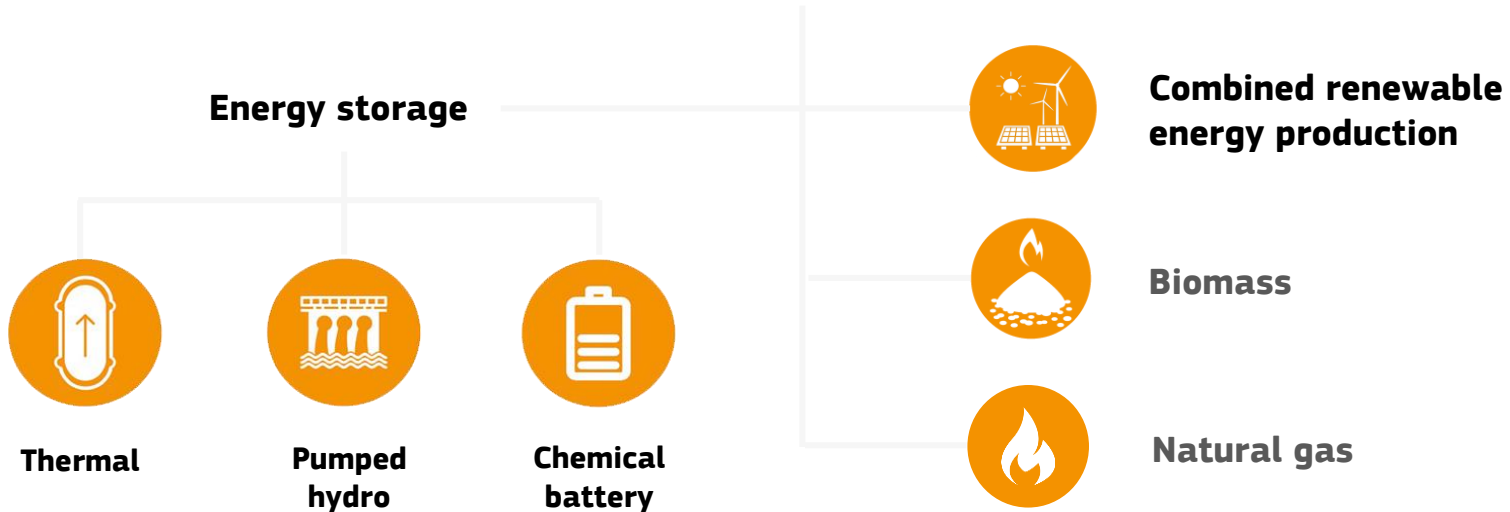 Energy storage
Thermal
Pumped
hydro
Chemical
battery
Combined renewable
energy production
Biomass
Natural gas